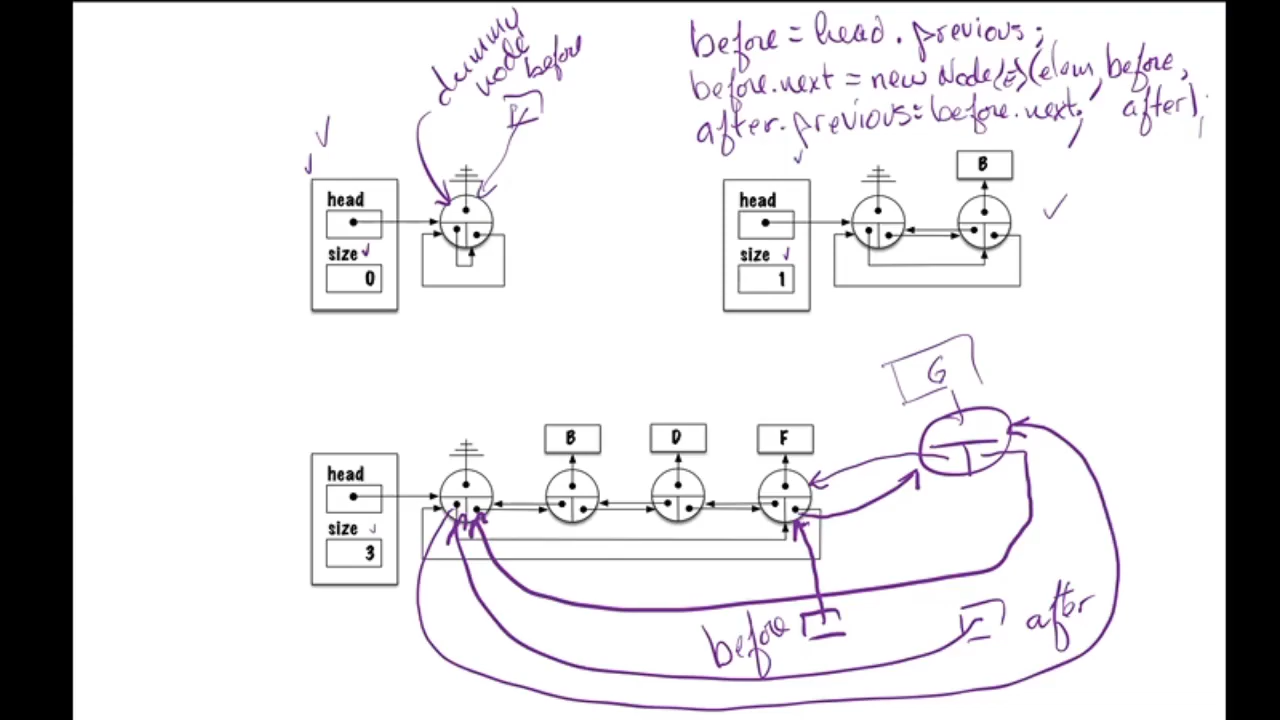 dummy
node
before
before = head.previous;
before.next = new Node<E>(elem, before,
after);
after.previous = before.next;
head
size
0
head
size
1
B
G
B
D
F
head
size
3
before
after